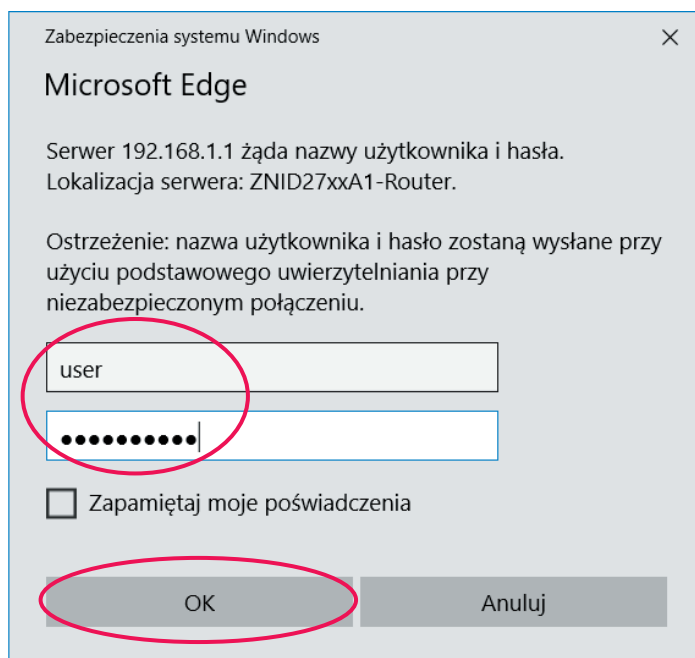 Zabezpieczenia systemu Windows
Microsoft Edge
Serwer 192.168.1.1 żąda nazwy użytkownika i hasła.
Lokalizacja serwera: ZNID27xxA1-Router.
Ostrzeżenie: nazwa użytkownika i hasło zostaną wysłane przy
użyciu podstawowego uwierzytelniania przy
niezabezpieczonym połączeniu.
user
●●●●●●●●●●
Zapamiętaj moje poświadczenia
OK
Anuluj